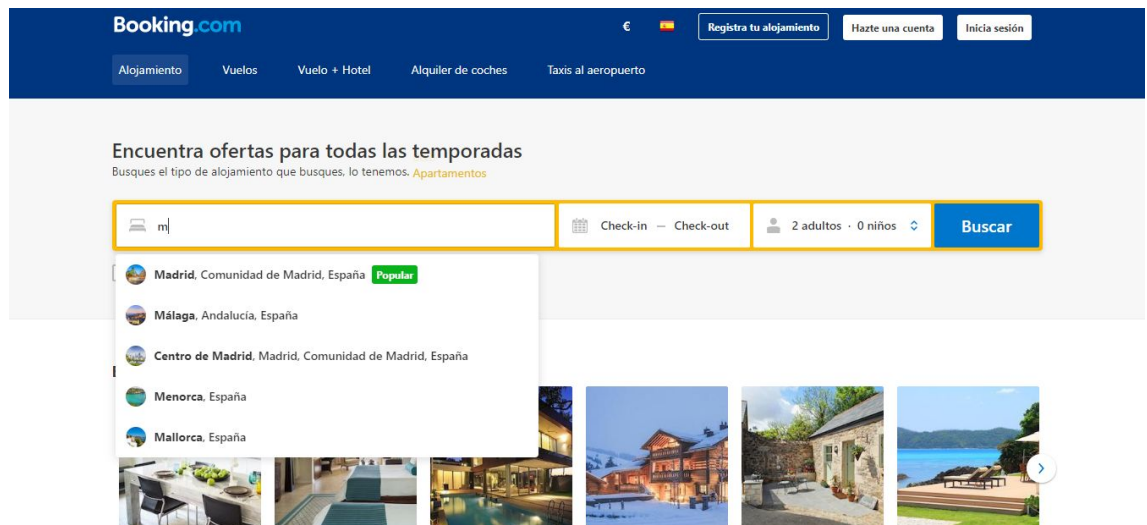 Booking.com
€ Registra tu alojamiento Hazte una cuenta Inicia sesión
Alojamiento Vuelos Vuelo + Hotel Alquiler de coches Taxis al aeropuerto
Encuentra ofertas para todas las temporadas
Busques el tipo de alojamiento que busques, lo tenemos. Apartamentos
m Check-in — Check-out 2 adultos · 0 niños Buscar
Madrid, Comunidad de Madrid, España Popular
Málaga, Andalucía, España
Centro de Madrid, Madrid, Comunidad de Madrid, España
Menorca, España
Mallorca, España